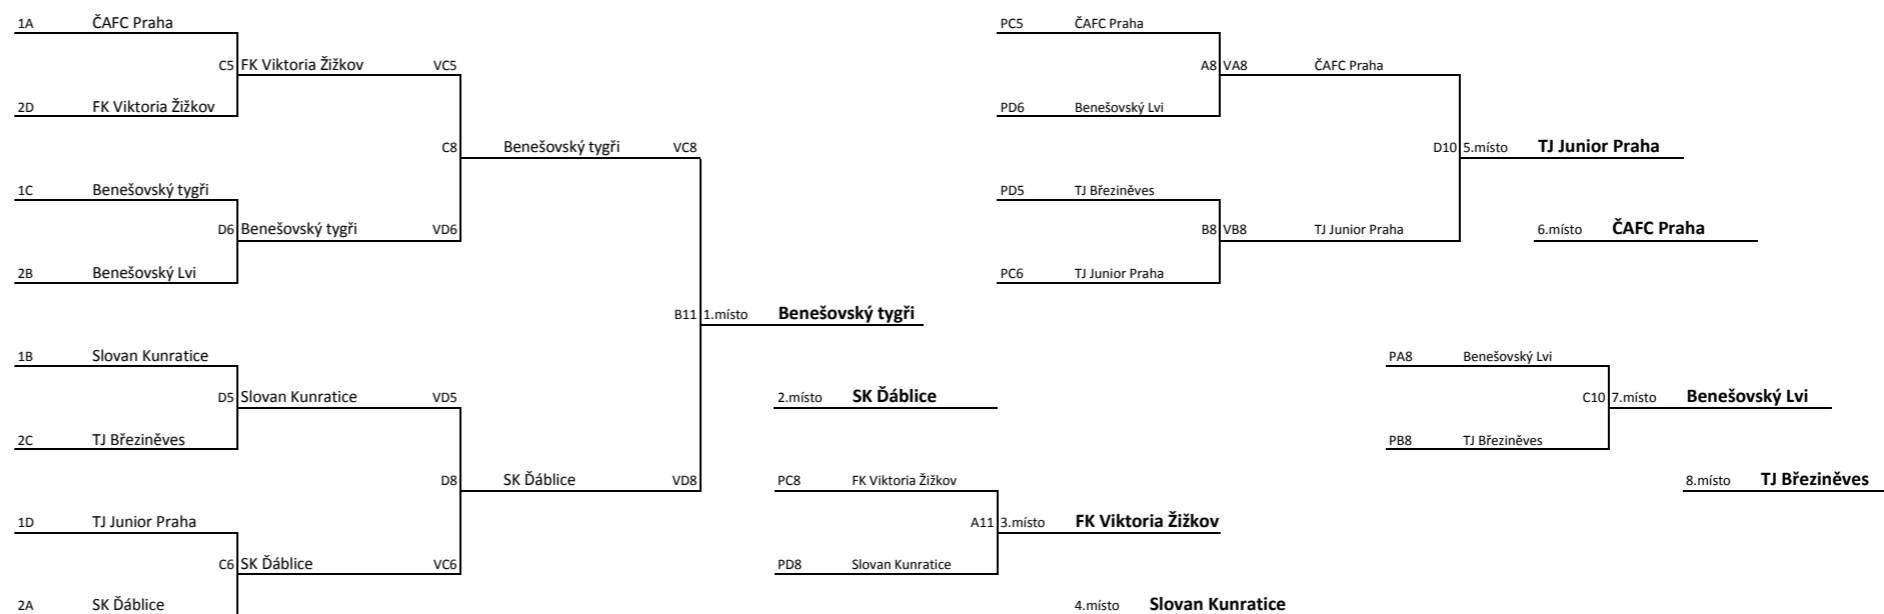 1A ČAFC Praha
PC5 ČAFC Praha
C5 FK Viktoria Žižkov VC5
A8 VA8 ČAFC Praha
2D FK Viktoria Žižkov
PD6 Benešovský Lvi
C8 Benešovský tygři VC8
D10 5.místo TJ Junior Praha
1C Benešovský tygři
PD5 TJ Březiněves
D6 Benešovský tygři VD6
B8 VB8 TJ Junior Praha
6.místo ČAFC Praha
2B Benešovský Lvi
PC6 TJ Junior Praha
B11 1.místo Benešovský tygři
1B Slovan Kunratice
PA8 Benešovský Lvi
D5 Slovan Kunratice VD5
2.místo SK Ďáblice
C10 7.místo Benešovský Lvi
2C TJ Březiněves
PB8 TJ Březiněves
D8 SK Ďáblice VD8
PC8 FK Viktoria Žižkov
8.místo TJ Březiněves
1D TJ Junior Praha
A11 3.místo FK Viktoria Žižkov
C6 SK Ďáblice VC6
PD8 Slovan Kunratice
2A SK Ďáblice
4.místo Slovan Kunratice